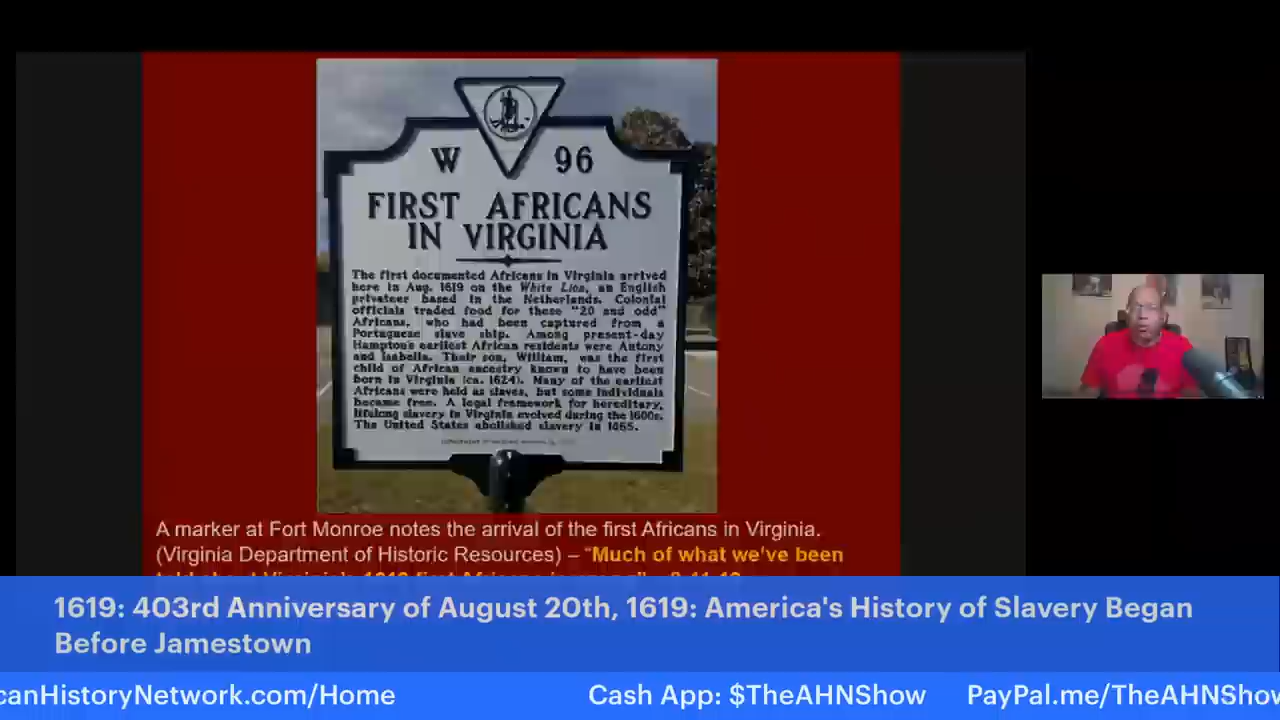 W 96
FIRST AFRICANS
IN VIRGINIA
The first documented Africans in Virginia arrived
here in Aug. 1619 on the White Lion, an English
privateer based in the Netherlands. Colonial
officials traded food for these "20 and odd"
Africans, who had been captured from a
Portuguese slave ship. Among present-day
Hampton's earliest African residents were Antony
and Isabella. Their son, William, was the first
child of African ancestry known to have been
born in Virginia (ca. 1624). Many of the earliest
Africans were held as slaves, but some individuals
became free. A legal framework for hereditary,
lifelong slavery in Virginia evolved during the 1600s.
The United States abolished slavery in 1865.
A marker at Fort Monroe notes the arrival of the first Africans in Virginia.
(Virginia Department of Historic Resources) – "Much of what we've been
1619: 403rd Anniversary of August 20th, 1619: America's History of Slavery Began
Before Jamestown
canHistoryNetwork.com/Home Cash App: $TheAHNShow PayPal.me/TheAHNShow